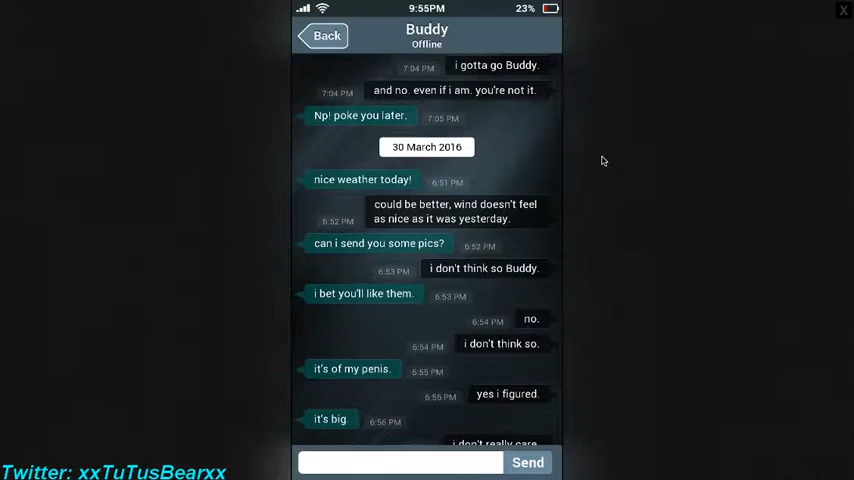 9:55PM
23%
X
Back
Buddy
Offline
7:04 PM
i gotta go Buddy.
7:04 PM
and no. even if i am. you're not it.
Np! poke you later.
7:05 PM
30 March 2016
nice weather today!
6:51 PM
could be better, wind doesn't feel
as nice as it was yesterday.
6:52 PM
can i send you some pics?
6:52 PM
6:53 PM
i don't think so Buddy.
i bet you'll like them.
6:53 PM
6:54 PM
no.
6:54 PM
i don't think so.
it's of my penis.
6:55 PM
6:55 PM
yes i figured.
it's big.
6:56 PM
i don't really care
Send
Twitter: xxTuTusBearxx